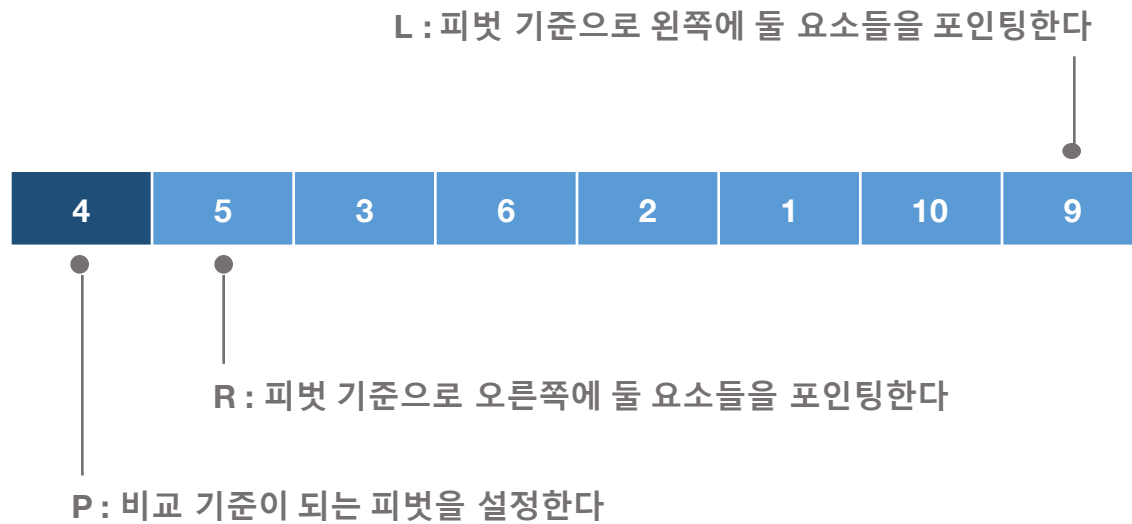 L : 피벗 기준으로 왼쪽에 둘 요소들을 포인팅한다
4 5 3 6 2 1 10 9
R : 피벗 기준으로 오른쪽에 둘 요소들을 포인팅한다
P : 비교 기준이 되는 피벗을 설정한다